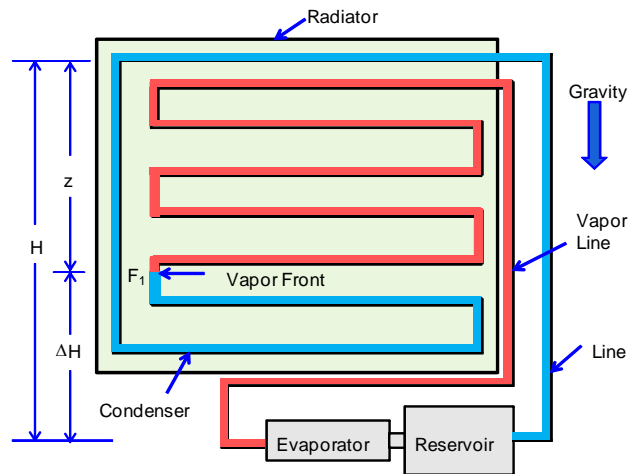 Radiator
Gravity
z
H
Vapor
Line
F₁
Vapor Front
ΔH
Line
Condenser
Evaporator
Reservoir